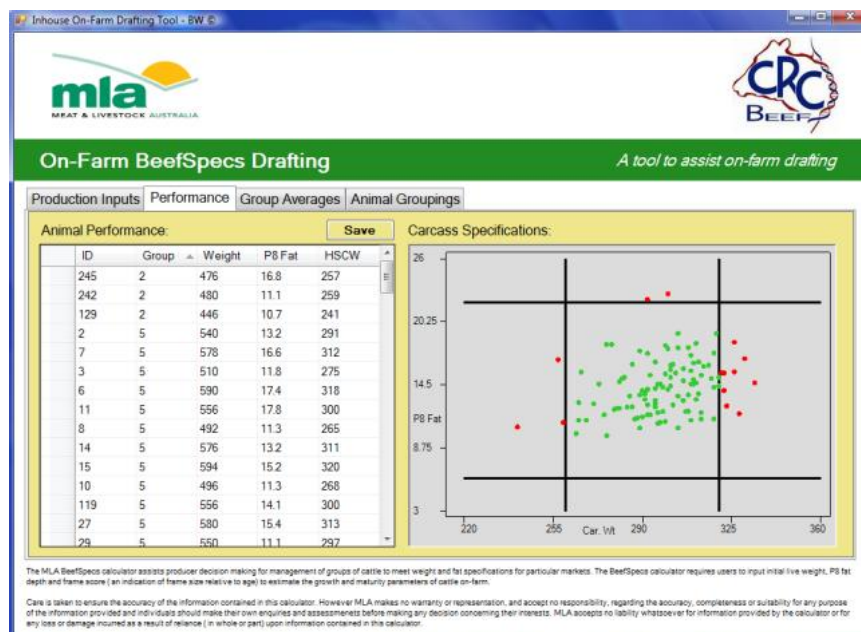 Inhouse On-Farm Drafting Tool - BW ©
mla
MEAT & LIVESTOCK AUSTRALIA
CRC
BEEF
On-Farm BeefSpecs Drafting
A tool to assist on-farm drafting
Production Inputs Performance Group Averages Animal Groupings
Animal Performance: Save Carcass Specifications:
ID Group Weight P8 Fat HSCW
245 2 476 16.8 257
242 2 480 11.1 259
129 2 446 10.7 241
2 5 540 13.2 291
7 5 578 16.6 312
3 5 510 11.8 275
6 5 590 17.4 318
11 5 556 17.8 300
8 5 492 11.3 265
14 5 576 13.2 311
15 5 594 15.2 320
10 5 496 11.3 268
119 5 556 14.1 300
27 5 580 15.4 313
29 5 550 11.1 297
26
20.25
14.5
P8 Fat
8.75
3
220 255 Car. Wt 290 325 360
The MLA BeefSpecs calculator assists producer decision making for management of groups of cattle to meet weight and fat specifications for particular markets. The BeefSpecs calculator requires users to input initial live weight, P8 fat
depth and frame score ( an indication of frame size relative to age) to estimate the growth and maturity parameters of cattle on-farm.
Care is taken to ensure the accuracy of the information contained in this calculator. However MLA makes no warranty or representation, and accept no responsibility, regarding the accuracy, completeness or suitability for any purpose
of the information provided and individuals should make their own enquiries and assessments before making any decision concerning their interests. MLA accepts no liability whatsoever for information provided by the calculator or for
any loss or damage incurred as a result of reliance ( in whole or part) upon information contained in this calculator.